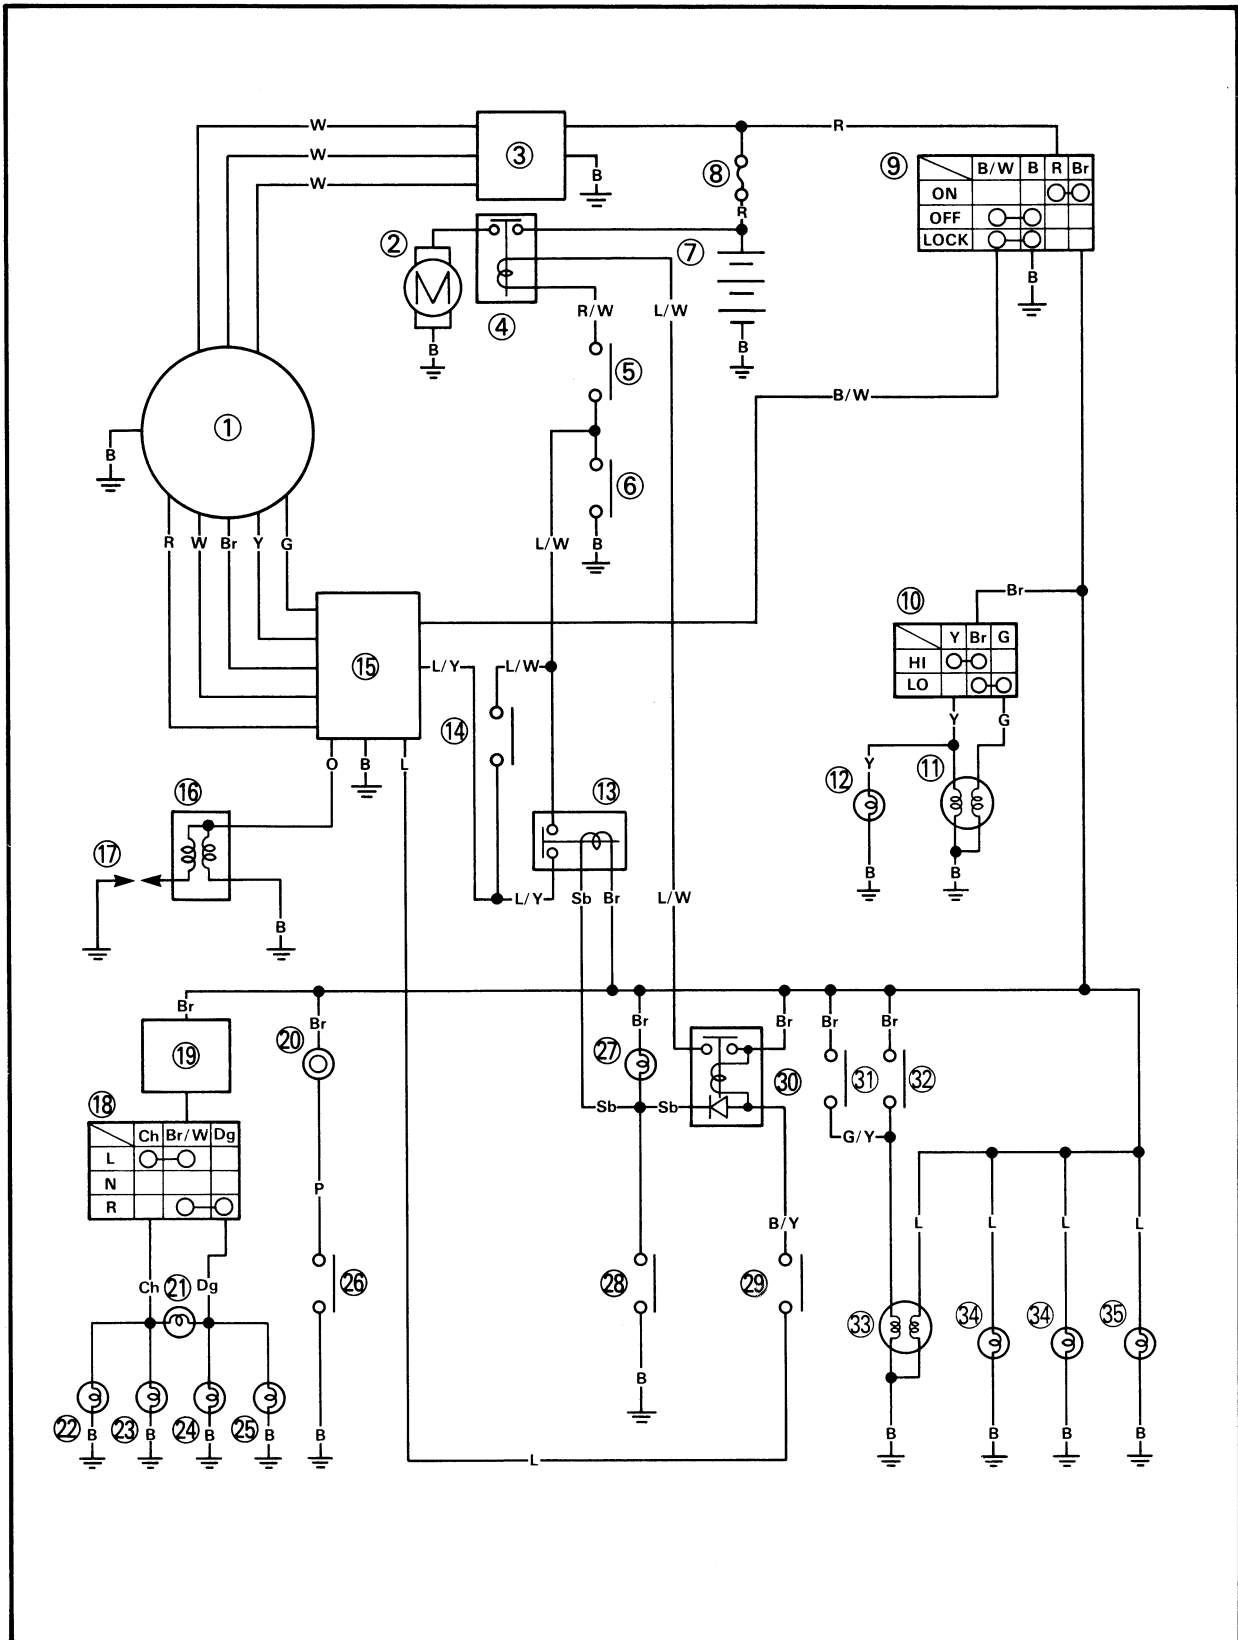 W
③
R
W
B
W
⑧
⑨
B/W B R Br
ON
OFF
LOCK
R
②
M
④
⑦
B
R/W
L/W
B
B
⑤
B/W
①
B
⑥
R W Br Y G
L/W
B
Br
⑩
Y Br G
HI
LO
⑮
L/Y
L/W
Y
G
⑭
O
B
L
Y
⑫
⑪
⑯
⑬
⑰
B
B
L/Y
Sb
Br
L/W
B
Br
Br
Br
Br
Br
Br
⑳
⑲
㉗
㉚
㉛
㉜
⑱
Sb
Sb
Ch Br/W Dg
L
N
R
G/Y
P
B/Y
L
L
L
L
Ch
㉑
Dg
㉖
㉘
㉙
㉝
㉞
㉞
㉟
B
㉒
B
㉓
B
㉔
B
㉕
B
B
B
B
B
B
L